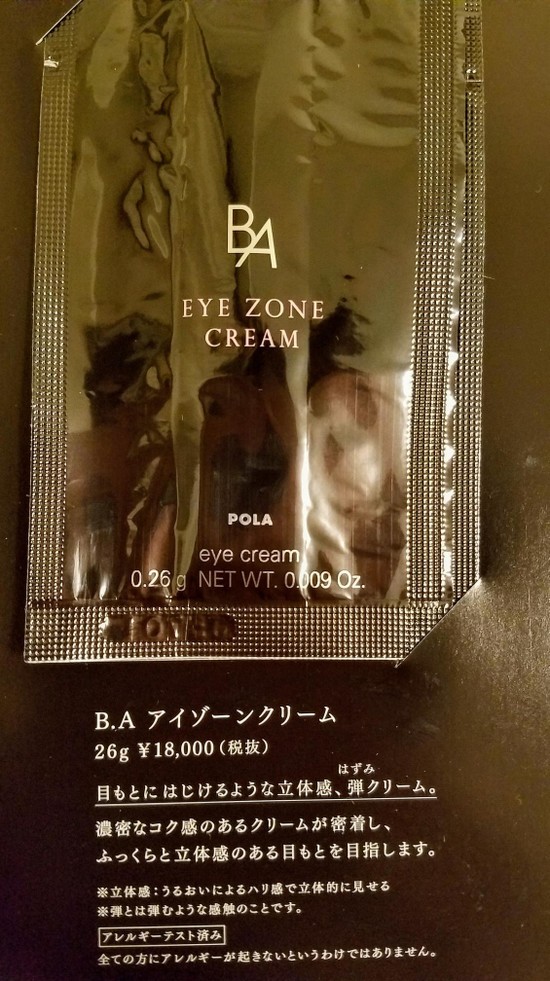 BA
EYE ZONE
CREAM
POLA
eye cream
0.26 g NET WT. 0.009 Oz.
B.A アイゾーンクリーム
26g ¥18,000(税抜)
はずみ
目もとにはじけるような立体感、弾クリーム。
濃密なコク感のあるクリームが密着し、
ふっくらと立体感のある目もとを目指します。
※立体感：うるおいによるハリ感で立体的に見せる
※弾とは弾むような感触のことです。
アレルギーテスト済み
全ての方にアレルギーが起きないというわけではありません。